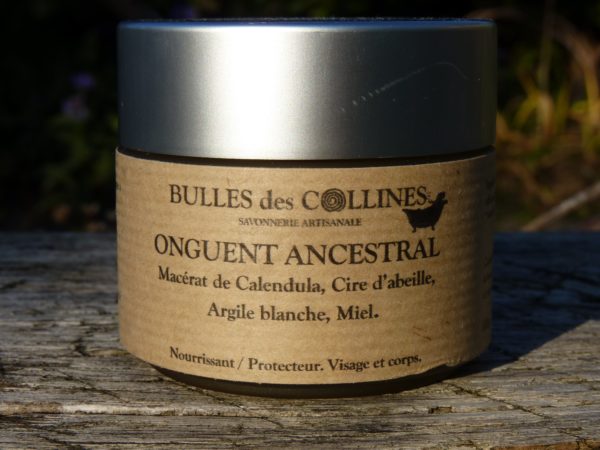 BULLES des COLLINES
SAVONNERIE ARTISANALE
ONGUENT ANCESTRAL
Macérat de Calendula, Cire d'abeille,
Argile blanche, Miel.
Nourrissant / Protecteur. Visage et corps.